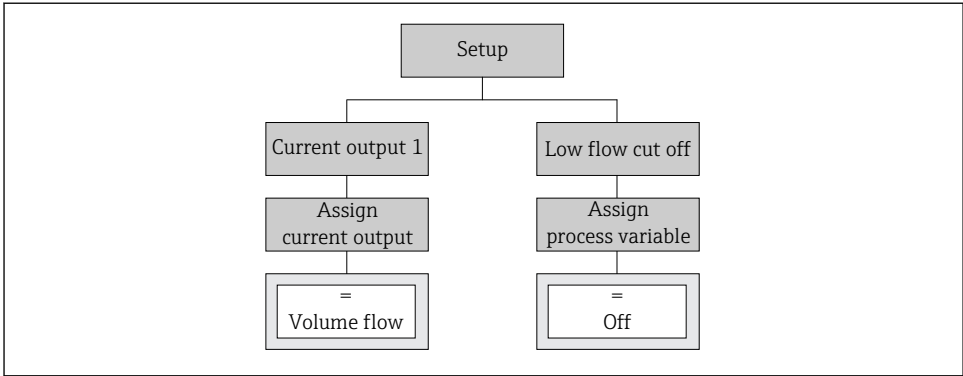 Setup
Current output 1
Low flow cut off
Assign
current output
Assign
process variable
=
Volume flow
=
Off